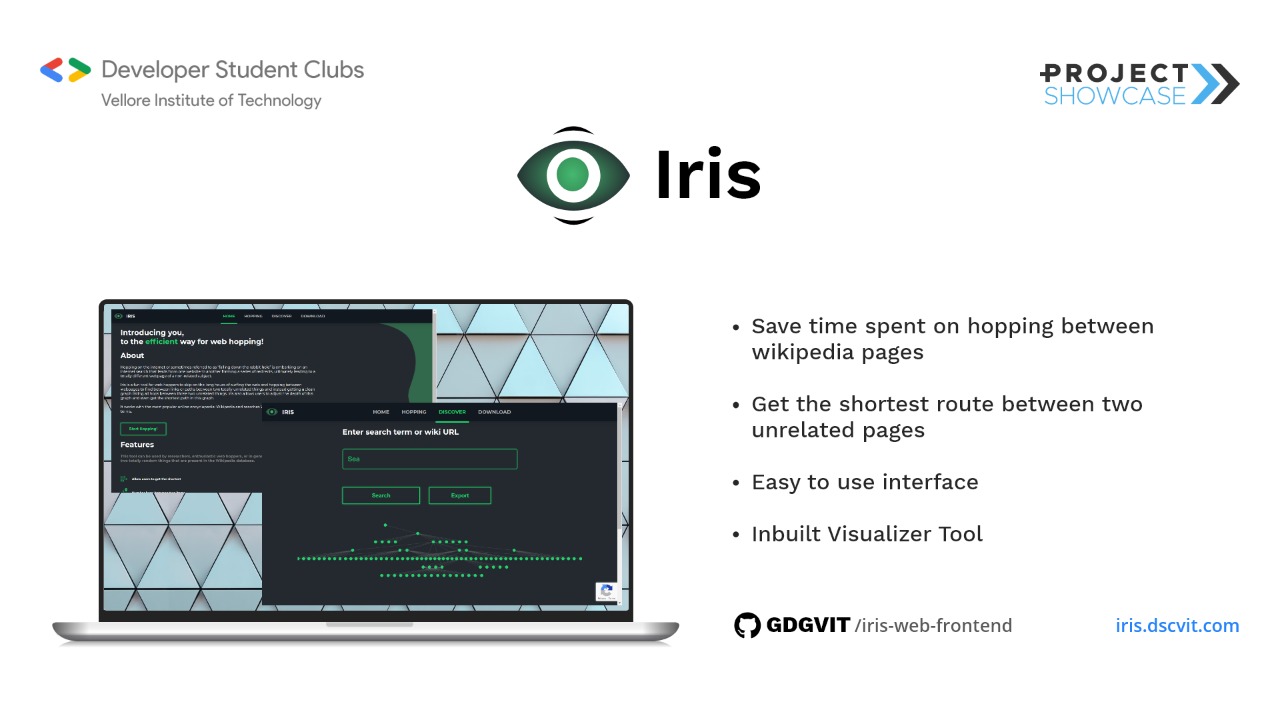 Developer Student Clubs
Vellore Institute of Technology
PROJECT
SHOWCASE
Iris
IRIS
HOME HOPPING DISCOVER DOWNLOAD
Introducing you,
to the efficient way for web hopping!
About
Start hopping!
Features
IRIS
HOME HOPPING DISCOVER DOWNLOAD
Enter search term or wiki URL
Sea
Search Export
• Save time spent on hopping between
wikipedia pages
• Get the shortest route between two
unrelated pages
• Easy to use interface
• Inbuilt Visualizer Tool
GDGVIT /iris-web-frontend
iris.dscvit.com